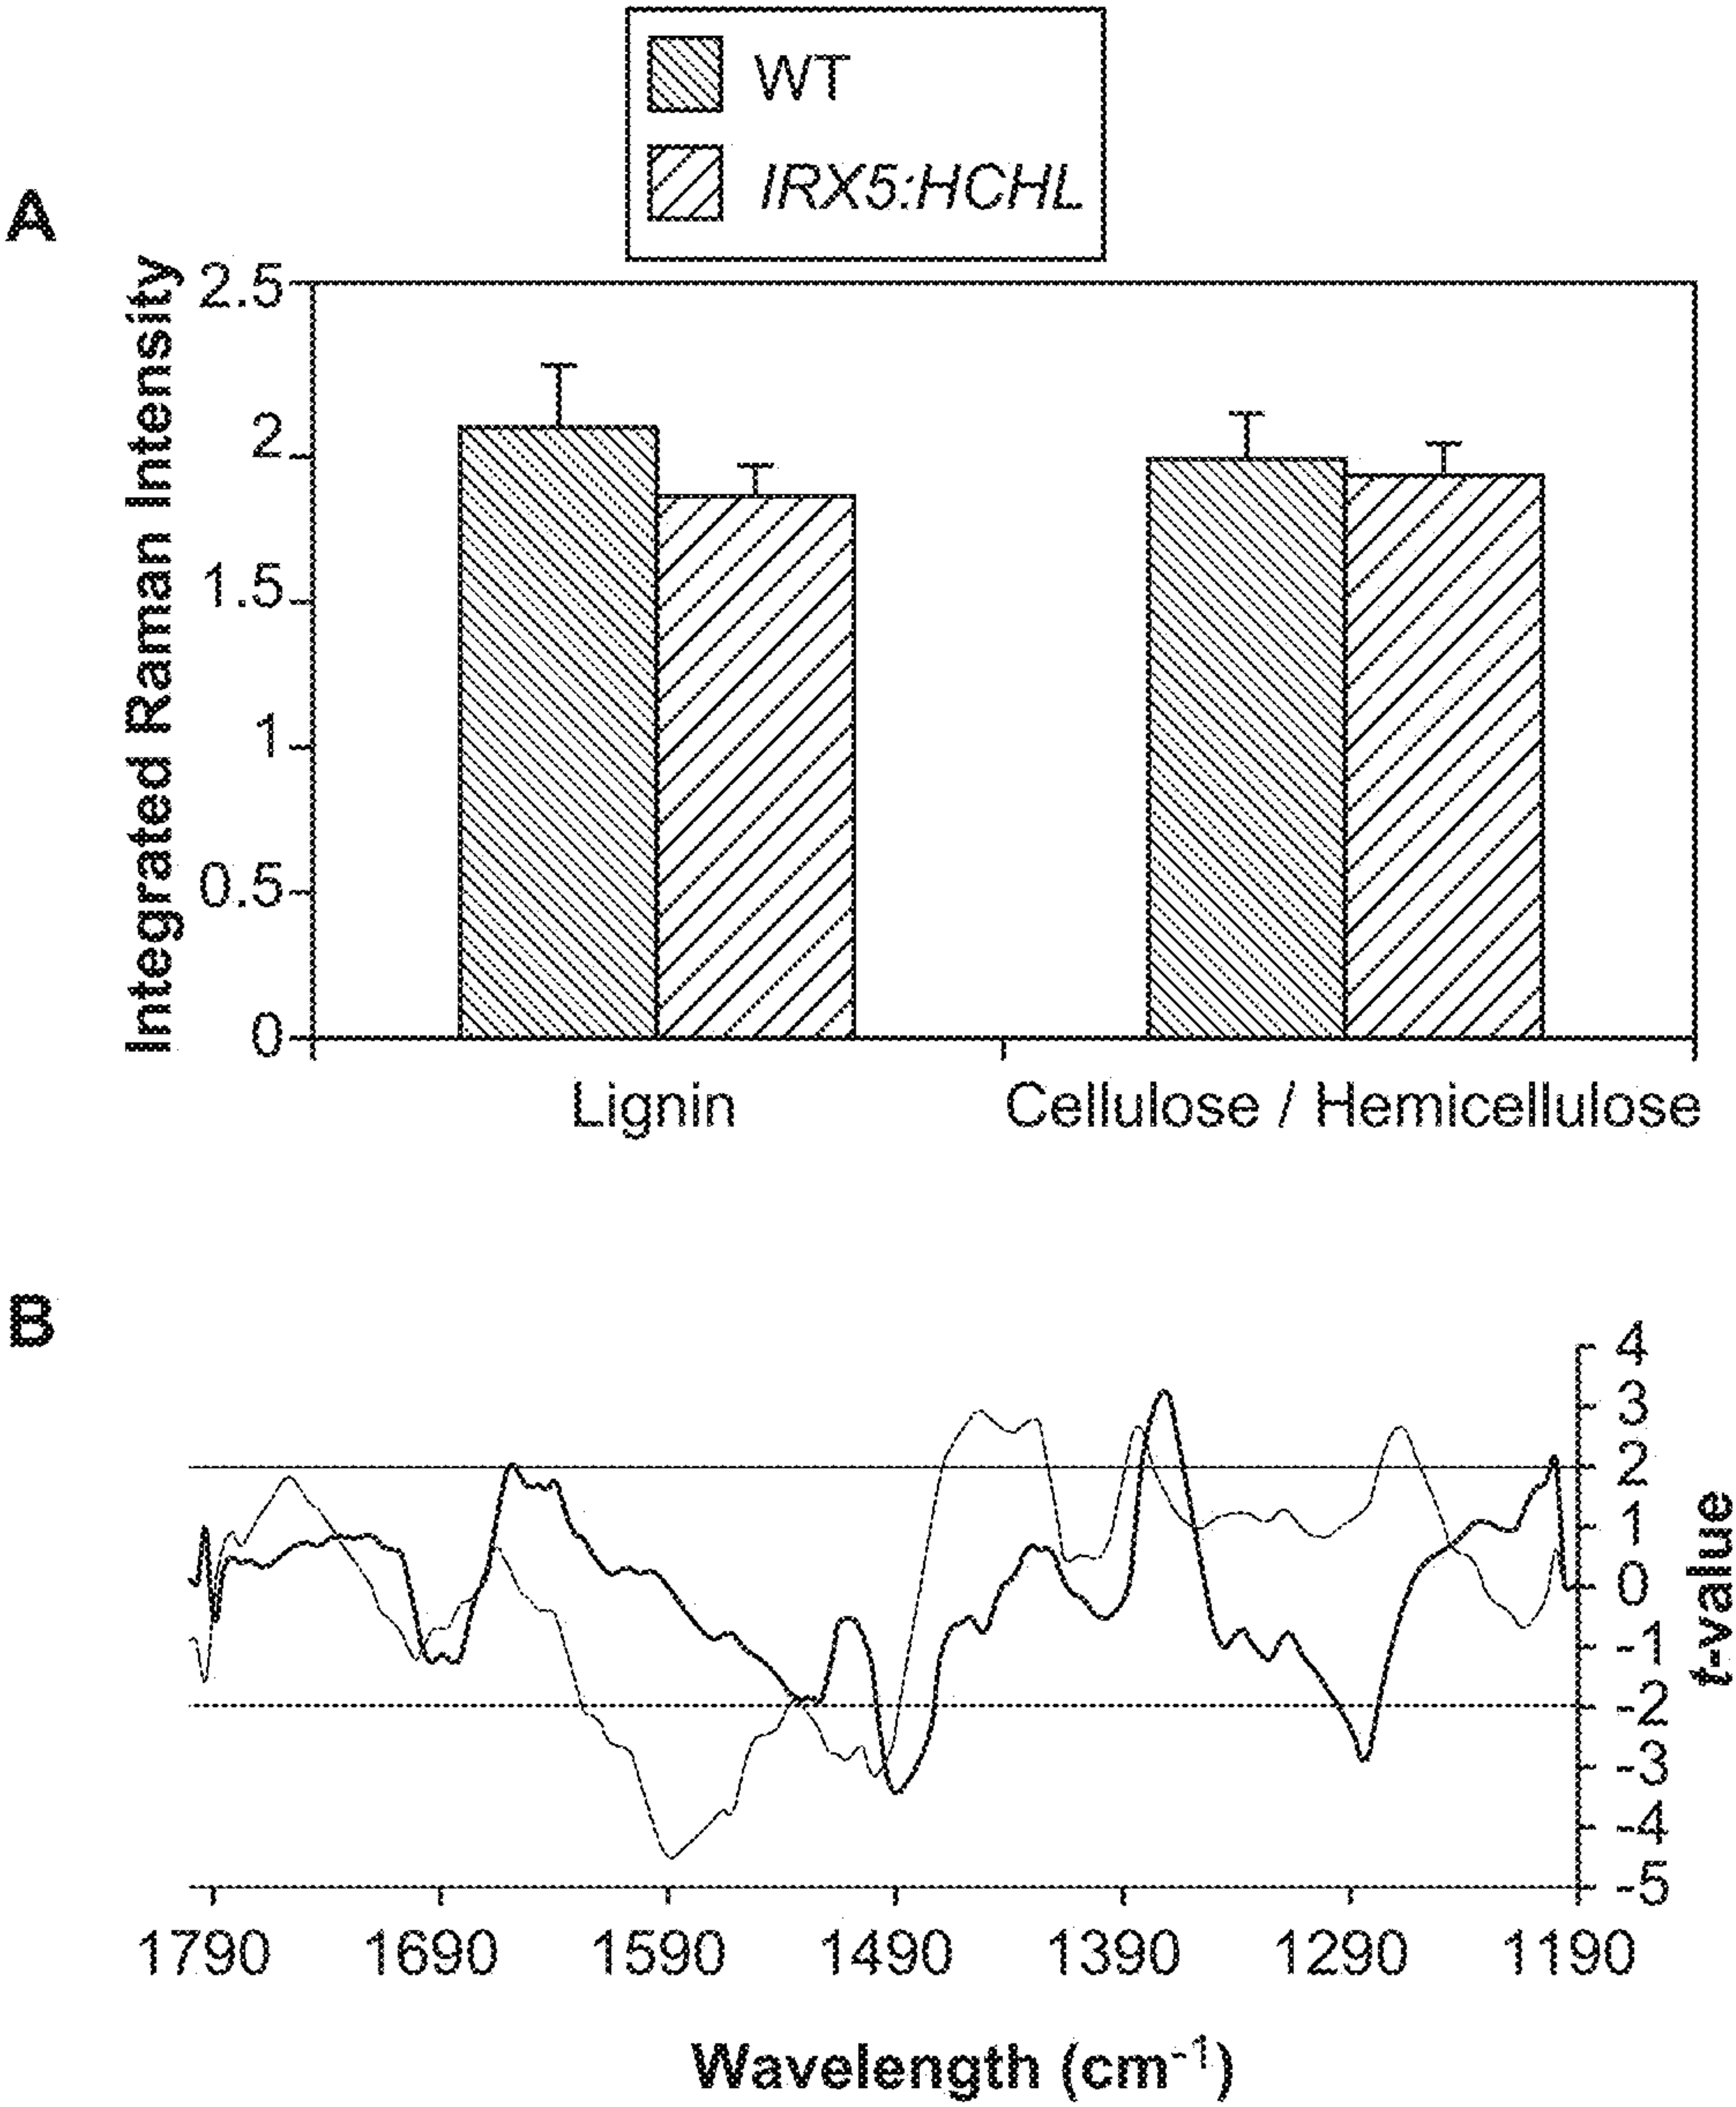 WT
IRX5:HCHL
A
Integrated Raman Intensity
2.5
2
1.5
1
0.5
0
Lignin
Cellulose / Hemicellulose
B
4
3
2
1
0
-1
-2
-3
-4
-5
t-value
1790 1690 1590 1490 1390 1290 1190
Wavelength (cm⁻¹)